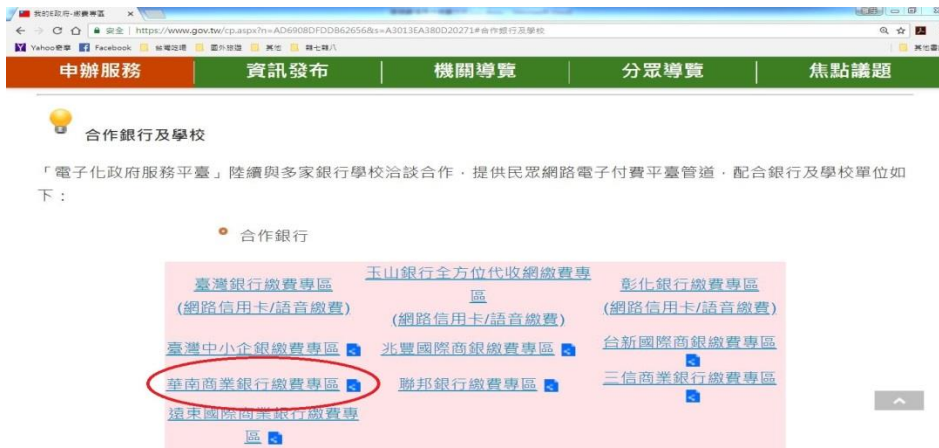 我的E政府-繳費專區
安全 | https://www.gov.tw/cp.aspx?n=AD6908DFDDB62656&s=A3013EA380D20271#合作銀行及學校
Facebook 國外旅遊 其他
申辦服務 資訊發布 機關導覽 分眾導覽 焦點議題
合作銀行及學校
「電子化政府服務平臺」陸續與多家銀行學校洽談合作，提供民眾網路電子付費平臺管道，配合銀行及學校單位如
下：
合作銀行
臺灣銀行繳費專區
(網路信用卡/語音繳費)
玉山銀行全方位代收網繳費專
區
(網路信用卡/語音繳費)
彰化銀行繳費專區
(網路信用卡/語音繳費)
臺灣中小企銀繳費專區
兆豐國際商銀繳費專區
台新國際商銀繳費專區
華南商業銀行繳費專區
聯邦銀行繳費專區
三信商業銀行繳費專區
遠東國際商業銀行繳費專
區